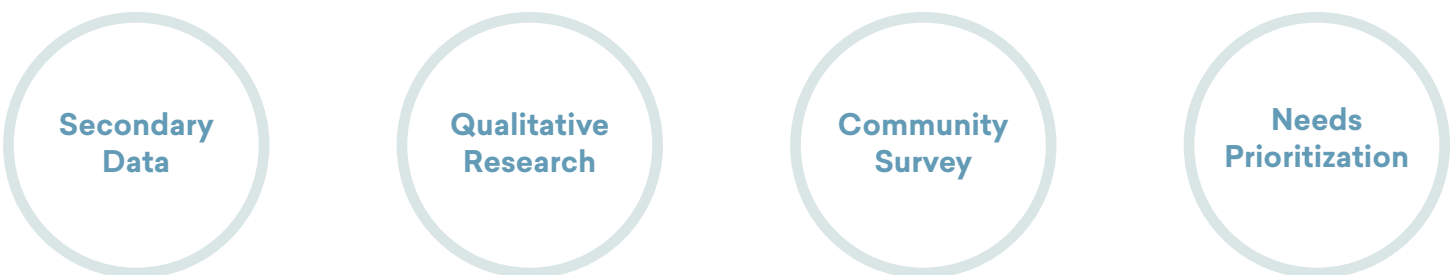 Secondary
Data
Qualitative
Research
Community
Survey
Needs
Prioritization